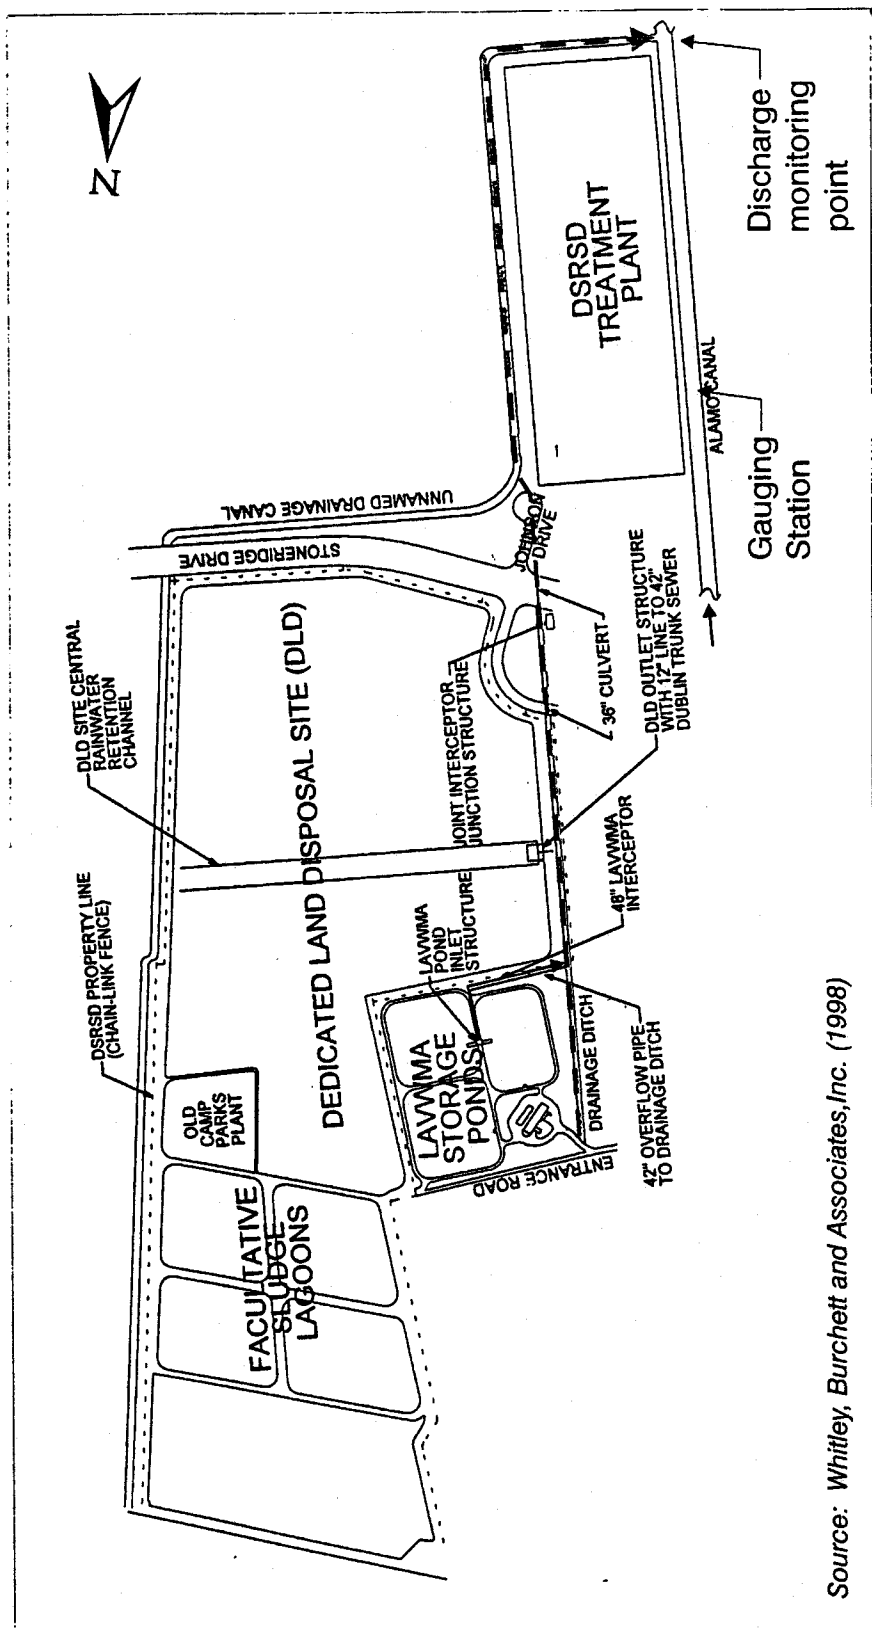 N
DSRSD PROPERTY LINE
(CHAIN-LINK FENCE)
DLD SITE CENTRAL
RAINWATER
RETENTION
CHANNEL
STONERIDGE DRIVE
UNNAMED DRAINAGE CANAL
OLD
CAMP
PARKS
PLANT
FACULTATIVE
SLUDGE
LAGOONS
DEDICATED LAND DISPOSAL SITE (DLD)
LAVWMA
STORAGE
PONDS
LAVWMA
POND
INLET
STRUCTURE
JOINT INTERCEPTOR
JUNCTION STRUCTURE
JOHNSON
DRIVE
DSRSD
TREATMENT
PLANT
1
ENTRANCE ROAD
DRAINAGE DITCH
42" OVERFLOW PIPE
TO DRAINAGE DITCH
48" LAVWMA
INTERCEPTOR
36" CULVERT
DLD OUTLET STRUCTURE
WITH 12" LINE TO 42"
DUBLIN TRUNK SEWER
ALAMO CANAL
Gauging
Station
Discharge
monitoring
point
Source: Whitley, Burchett and Associates,Inc. (1998)